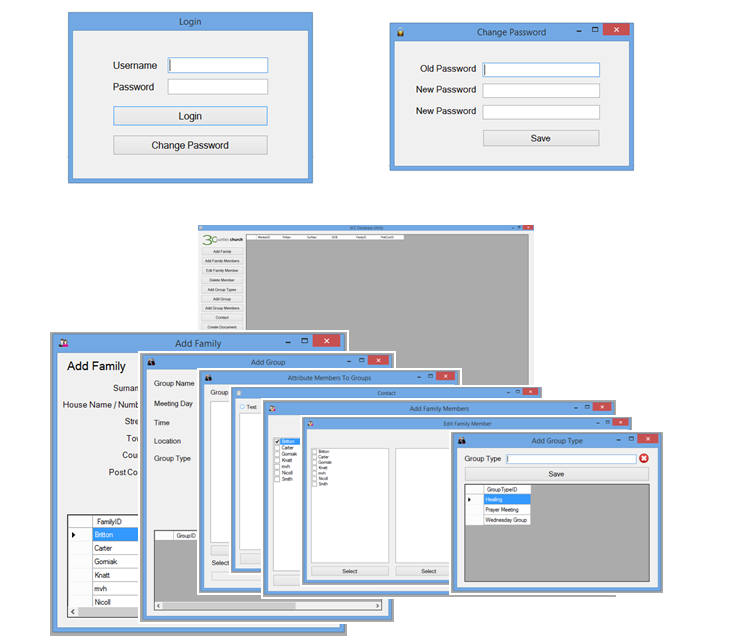 Login
Username
Password
Login
Change Password
Change Password
Old Password
New Password
New Password
Save
3Counties church
Add Family
Add Family Members
Edit Family Member
Delete Member
Add Group Types
Add Group
Add Group Members
Contact
Create Document
Add Family
Add Family
Surnam
House Name / Numb
Stre
Tow
Cou
Post Co
FamilyID
Britton
Carter
Gomiak
Knatt
mvh
Nicoll
Add Group
Group Name
Meeting Day
Time
Location
Group Type
GroupID
Attribute Members To Groups
Group
Select
Contact
Text
Add Family Members
Britton
Carter
Gomiak
Knatt
mvh
Nicoll
Smith
Edit Family Member
Britton
Carter
Gomiak
Knatt
mvh
Nicoll
Smith
Select
Select
Add Group Type
Group Type
Save
GroupTypeID
Healing
Prayer Meeting
Wednesday Group